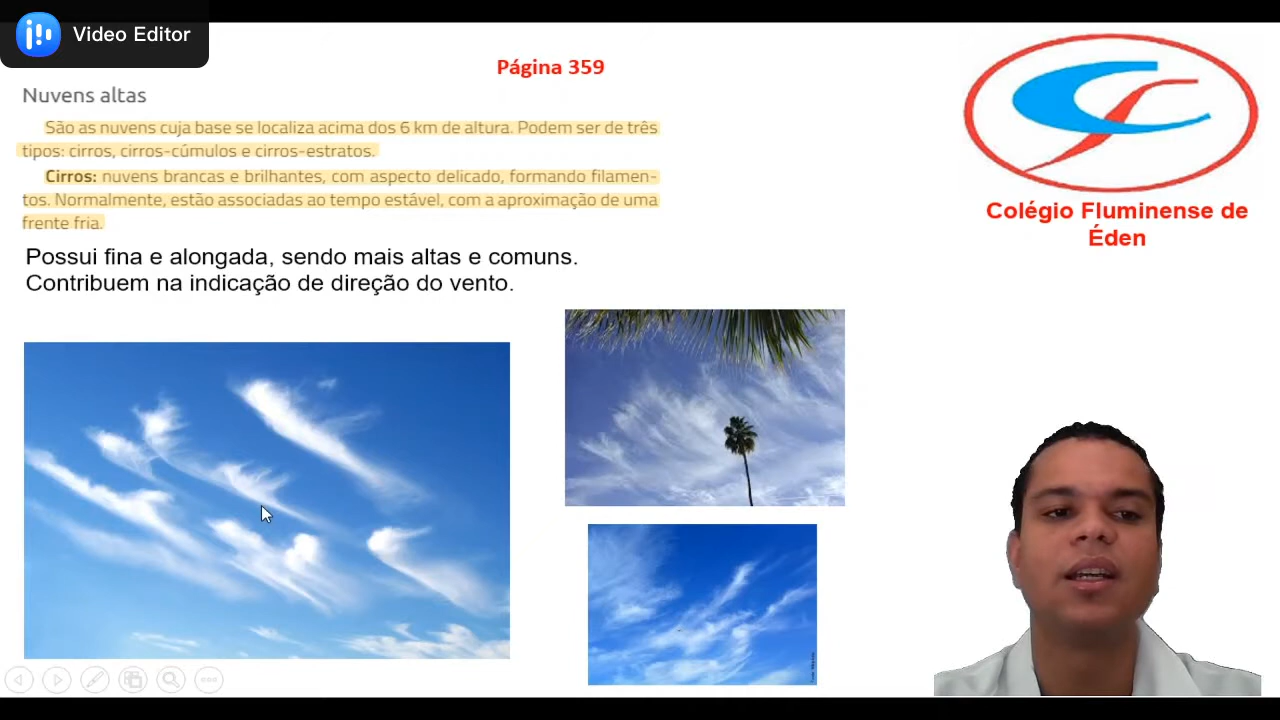 Video Editor
Página 359
Nuvens altas
São as nuvens cuja base se localiza acima dos 6 km de altura. Podem ser de três
tipos: cirros, cirros-cúmulos e cirros-estratos.
Cirros: nuvens brancas e brilhantes, com aspecto delicado, formando filamen-
tos. Normalmente, estão associadas ao tempo estável, com a aproximação de uma
frente fria.
Possui fina e alongada, sendo mais altas e comuns.
Contribuem na indicação de direção do vento.
Colégio Fluminense de
Éden